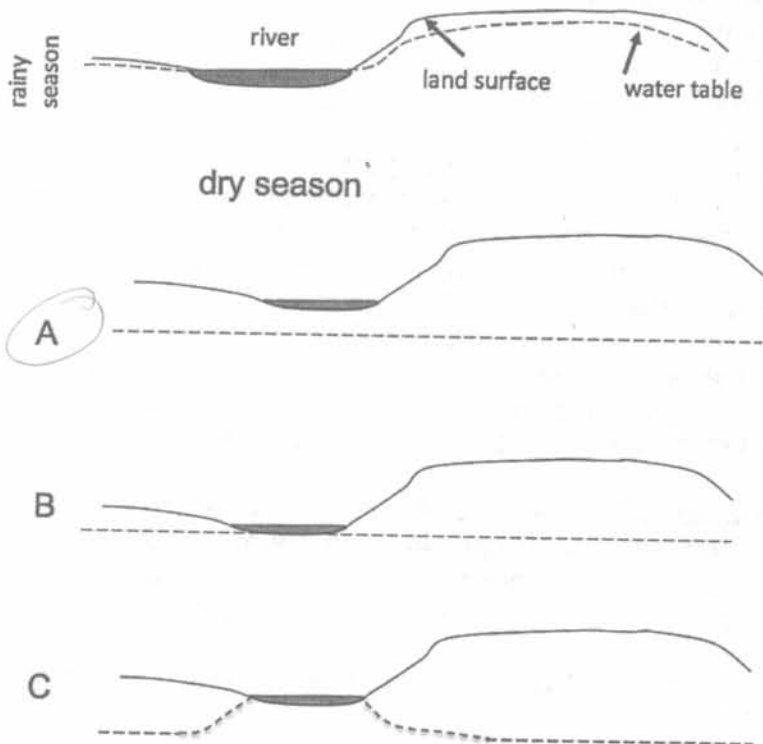 rainy
season
river
land surface
water table
dry season
A
B
C